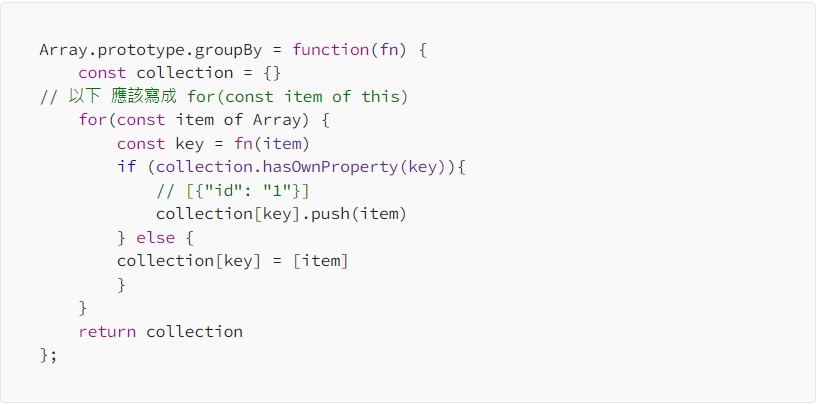 Array.prototype.groupBy = function(fn) {
    const collection = {}
// 以下 應該寫成 for(const item of this)
    for(const item of Array) {
        const key = fn(item)
        if (collection.hasOwnProperty(key)){
            // [{"id": "1"}]
            collection[key].push(item)
        } else {
        collection[key] = [item]
        }
    }
    return collection
};